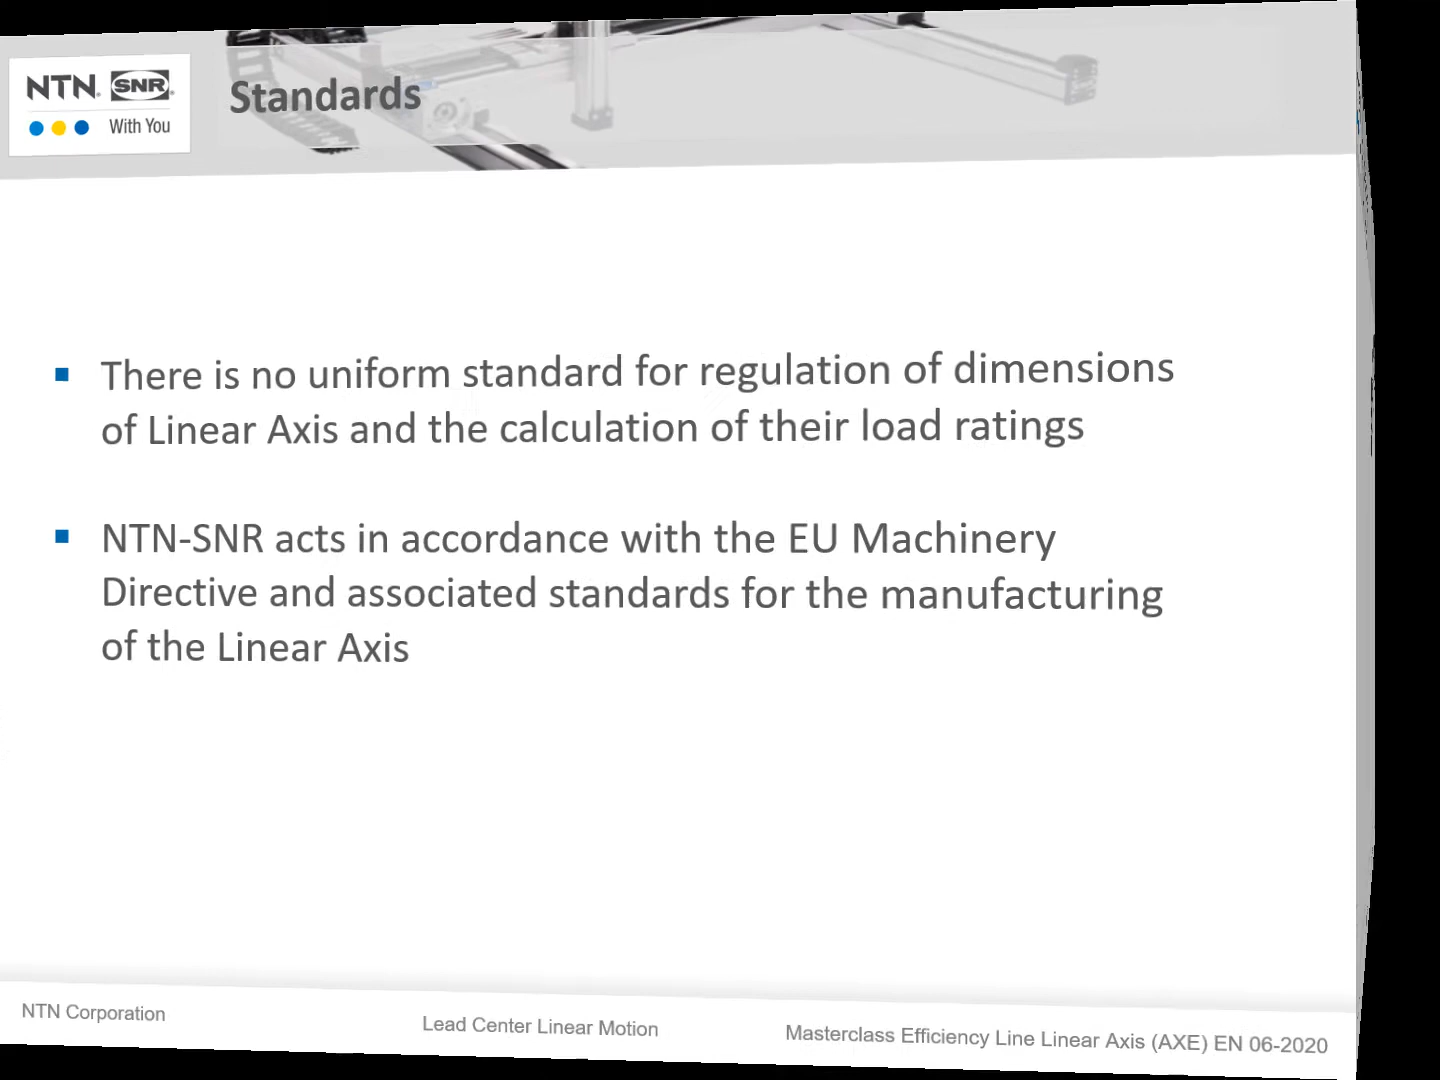 NTN. SNR.
With You
Standards
There is no uniform standard for regulation of dimensions
of Linear Axis and the calculation of their load ratings
NTN-SNR acts in accordance with the EU Machinery
Directive and associated standards for the manufacturing
of the Linear Axis
NTN Corporation
Lead Center Linear Motion
Masterclass Efficiency Line Linear Axis (AXE) EN 06-2020